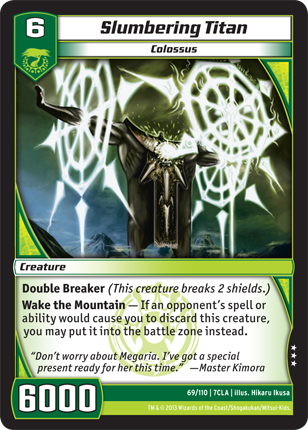 6
Slumbering Titan
Colossus
Creature
Double Breaker (This creature breaks 2 shields.)
Wake the Mountain — If an opponent's spell or
ability would cause you to discard this creature,
you may put it into the battle zone instead.
"Don't worry about Megaria. I've got a special
present ready for her this time." —Master Kimora
6000
69/110 | 7CLA | illus. Hikaru Ikusa
TM & © 2013 Wizards of the Coast/Shogakukan/Mitsui-Kids